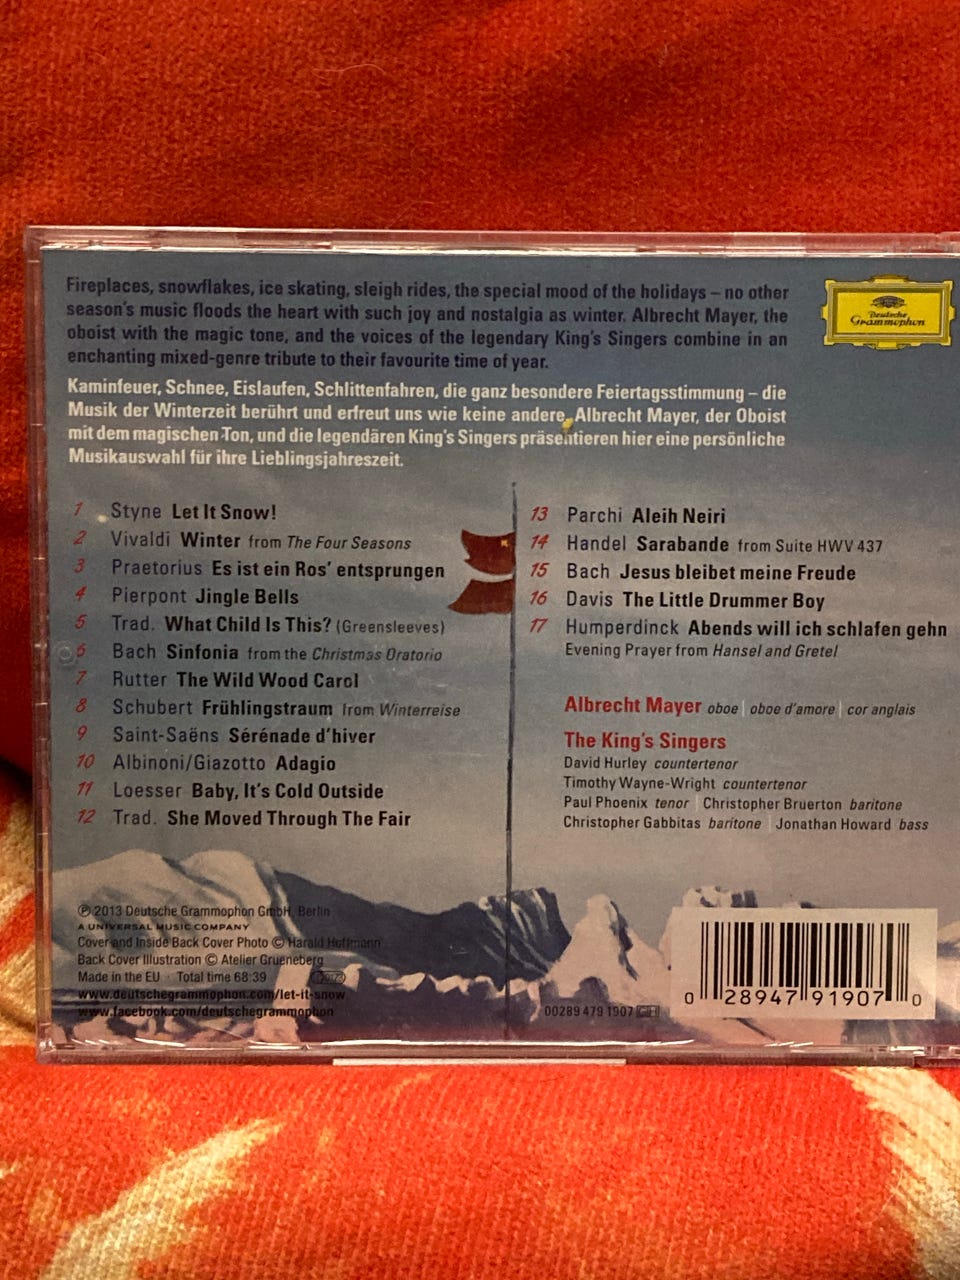 Fireplaces, snowflakes, ice skating, sleigh rides, the special mood of the holidays – no other
season's music floods the heart with such joy and nostalgia as winter. Albrecht Mayer, the
oboist with the magic tone, and the voices of the legendary King's Singers combine in an
enchanting mixed-genre tribute to their favourite time of year.
Kaminfeuer, Schnee, Eislaufen, Schlittenfahren, die ganz besondere Feiertagsstimmung – die
Musik der Winterzeit berührt und erfreut uns wie keine andere. Albrecht Mayer, der Oboist
mit dem magischen Ton, und die legendären King's Singers präsentieren hier eine persönliche
Musikauswahl für ihre Lieblingsjahreszeit.
Deutsche
Grammophon
1 Styne Let It Snow!
2 Vivaldi Winter from The Four Seasons
3 Praetorius Es ist ein Ros' entsprungen
4 Pierpont Jingle Bells
5 Trad. What Child Is This? (Greensleeves)
6 Bach Sinfonia from the Christmas Oratorio
7 Rutter The Wild Wood Carol
8 Schubert Frühlingstraum from Winterreise
9 Saint-Saëns Sérénade d'hiver
10 Albinoni/Giazotto Adagio
11 Loesser Baby, It's Cold Outside
12 Trad. She Moved Through The Fair
13 Parchi Aleih Neiri
14 Handel Sarabande from Suite HWV 437
15 Bach Jesus bleibet meine Freude
16 Davis The Little Drummer Boy
17 Humperdinck Abends will ich schlafen gehn
Evening Prayer from Hansel and Gretel
Albrecht Mayer oboe | oboe d'amore | cor anglais
The King's Singers
David Hurley countertenor
Timothy Wayne-Wright countertenor
Paul Phoenix tenor | Christopher Bruerton baritone
Christopher Gabbitas baritone | Jonathan Howard bass
℗ 2013 Deutsche Grammophon GmbH, Berlin
A UNIVERSAL MUSIC COMPANY
Cover and Inside Back Cover Photo © Harald Hoffmann
Back Cover Illustration © Atelier Grueneberg
Made in the EU · Total time 68:39
www.deutschegrammophon.com/let-it-snow
www.facebook.com/deutschegrammophon
00289 479 1907 GH
0 28947 91907 0